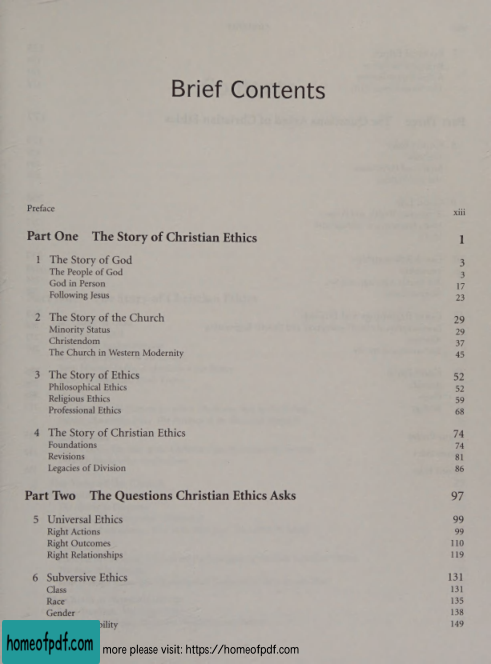 Brief Contents
Preface xiii
Part One The Story of Christian Ethics 1
1 The Story of God 3
The People of God 3
God in Person 17
Following Jesus 23
2 The Story of the Church 29
Minority Status 29
Christendom 37
The Church in Western Modernity 45
3 The Story of Ethics 52
Philosophical Ethics 52
Religious Ethics 59
Professional Ethics 68
4 The Story of Christian Ethics 74
Foundations 74
Revisions 81
Legacies of Division 86
Part Two The Questions Christian Ethics Asks 97
5 Universal Ethics 99
Right Actions 99
Right Outcomes 110
Right Relationships 119
6 Subversive Ethics 131
Class 131
Race 135
Gender 138
bility 149
homeofpdf.com more please visit: https://homeofpdf.com